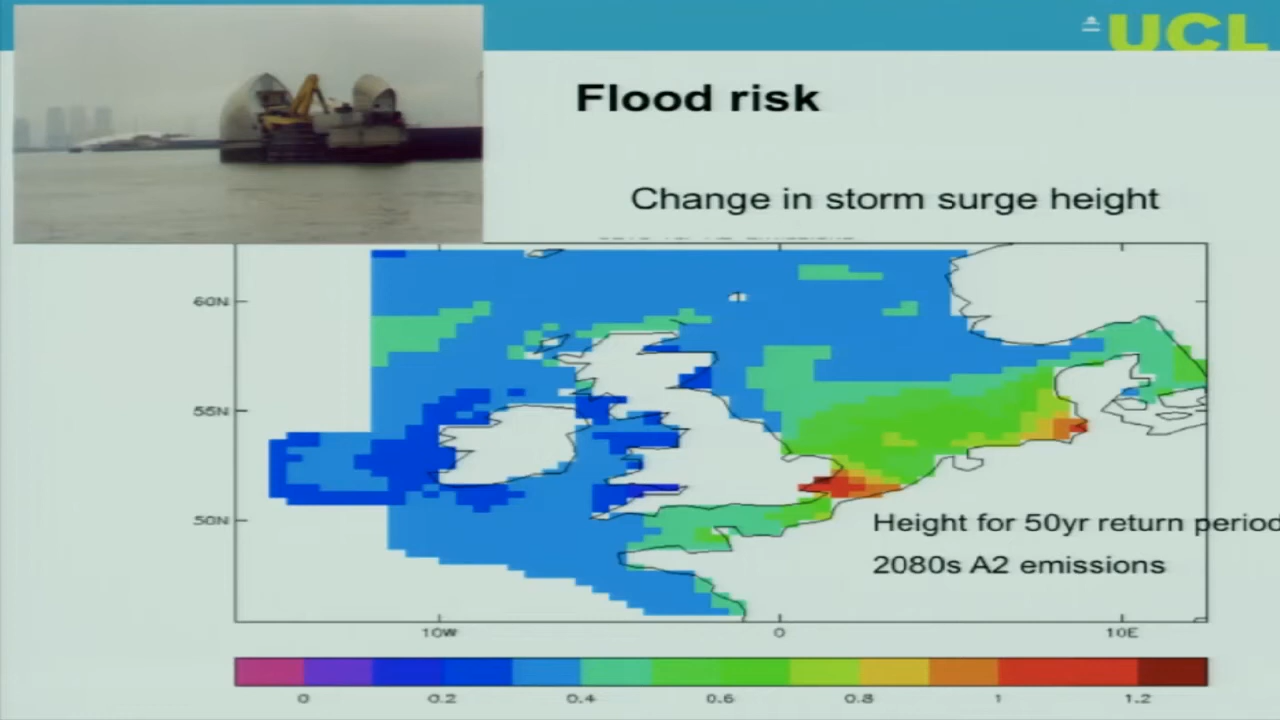 UCL
Flood risk
Change in storm surge height
60N
55N
50N
Height for 50yr return period
2080s A2 emissions
10W
0
10E
0
0.2
0.4
0.6
0.8
1
1.2